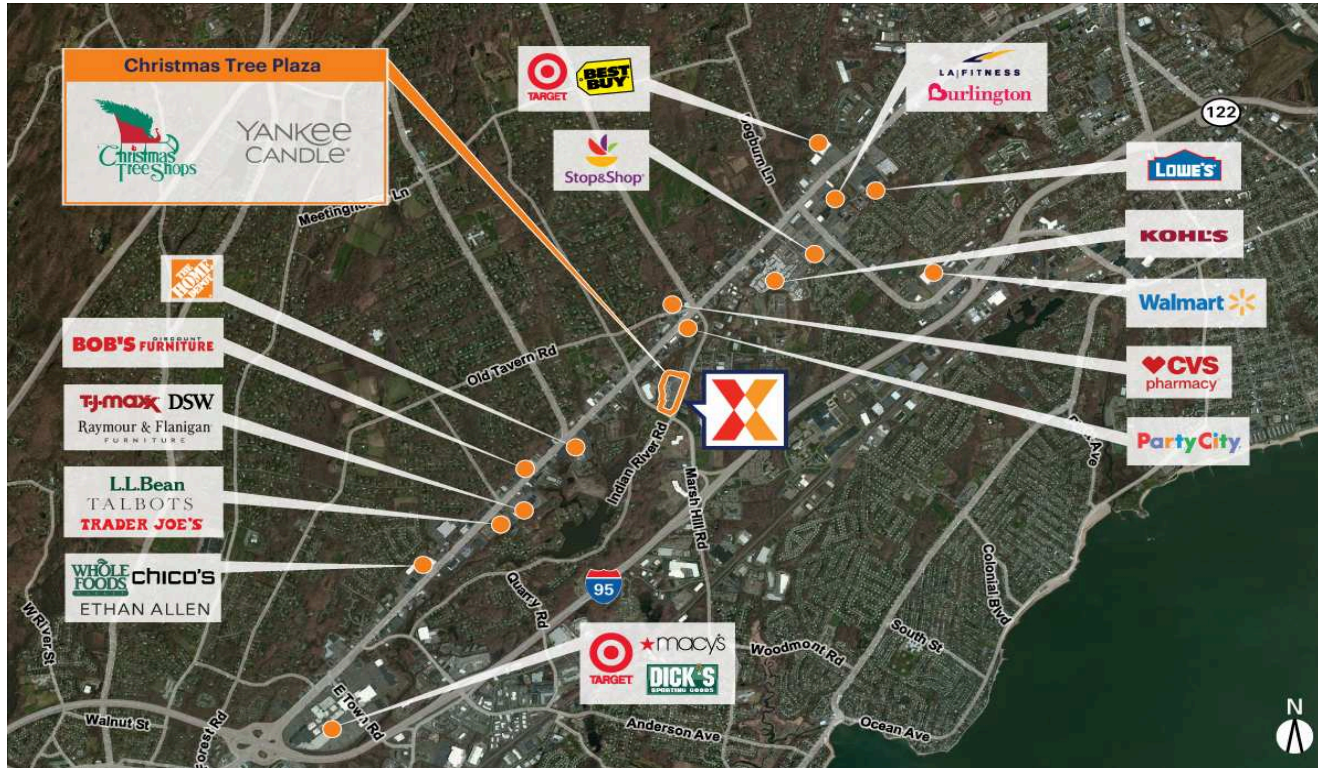 Christmas Tree Plaza
Christmas
Tree Shops
YANKEE
CANDLE®
TARGET
BEST
BUY
LA|FITNESS
Burlington
122
Stop&Shop
LOWE'S
Meetinghouse Ln
KOHL'S
THE
HOME
DEPOT
Walmart
BOB'S DISCOUNT
FURNITURE
Old Tavern Rd
CVS
pharmacy
T·J·maxx DSW
Raymour & Flanigan
FURNITURE
Indian River Rd
Marsh Hill Rd
Party City
L.L.Bean
TALBOTS
TRADER JOE'S
WHOLE
FOODS
MARKET
CHICO'S
ETHAN ALLEN
Quarry Rd
95
Colonial Blvd
W River St
TARGET
macy's
DICK'S
SPORTING GOODS
Woodmont Rd
South St
E Town Rd
Walnut St
Forest Rd
Anderson Ave
Ocean Ave
N